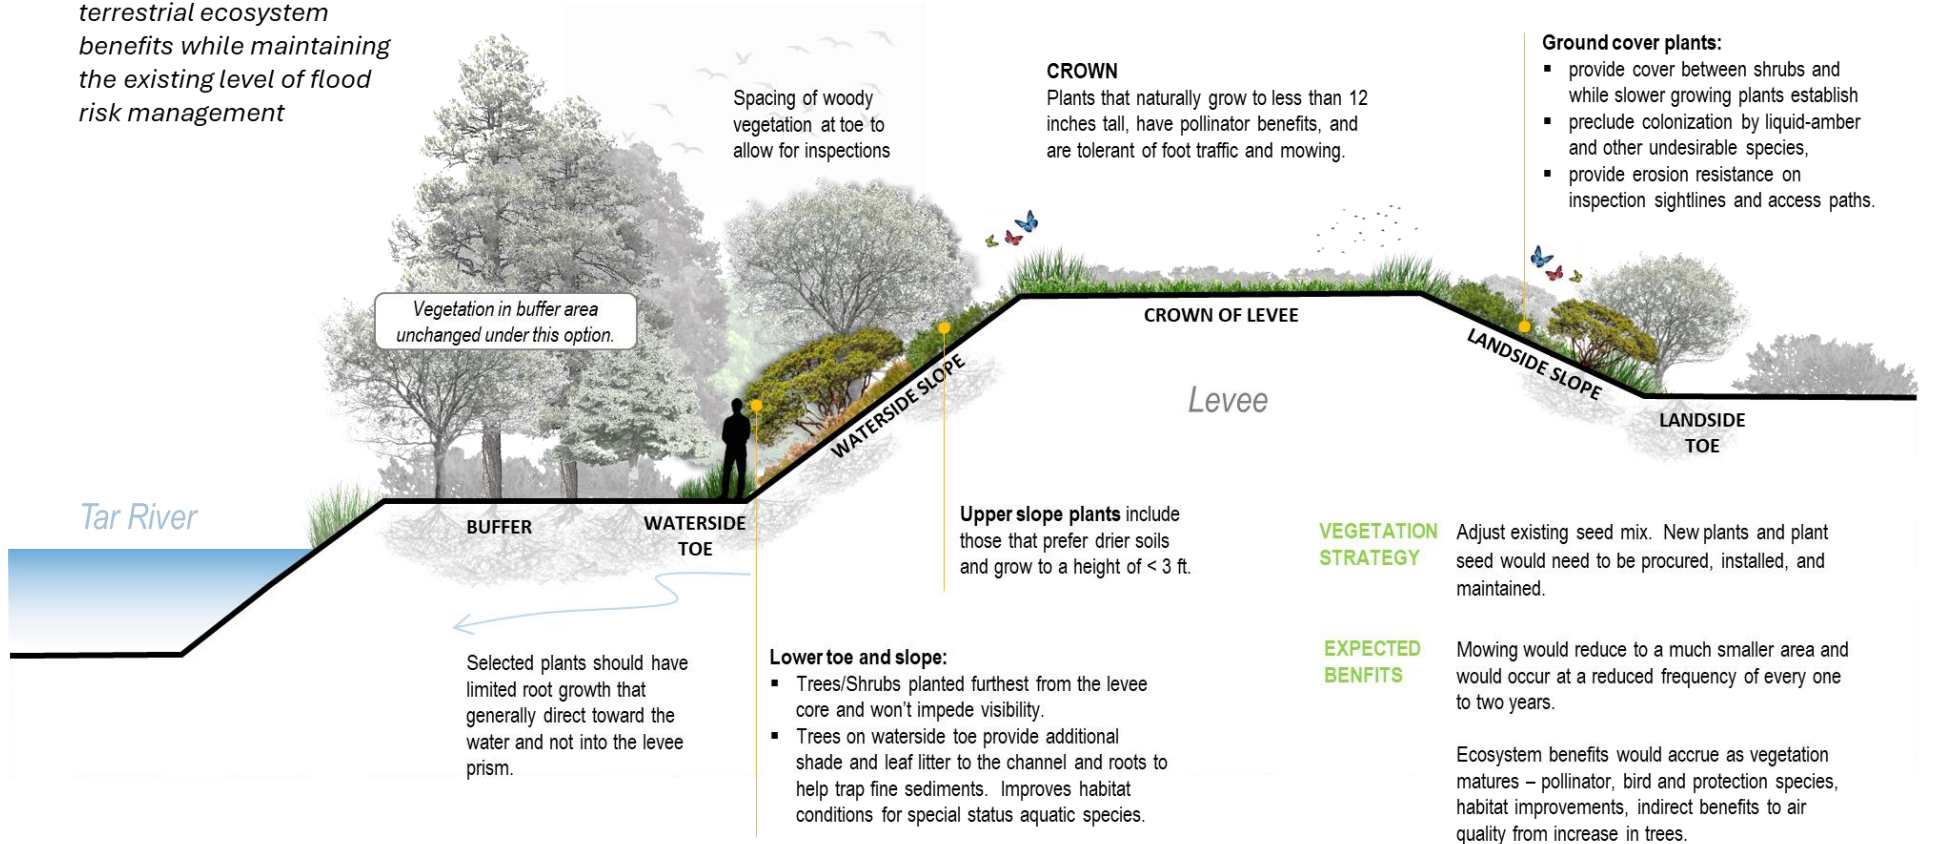 terrestrial ecosystem
benefits while maintaining
the existing level of flood
risk management
Spacing of woody
vegetation at toe to
allow for inspections
CROWN
Plants that naturally grow to less than 12
inches tall, have pollinator benefits, and
are tolerant of foot traffic and mowing.
Ground cover plants:
▪ provide cover between shrubs and
while slower growing plants establish
▪ preclude colonization by liquid-amber
and other undesirable species,
▪ provide erosion resistance on
inspection sightlines and access paths.
Vegetation in buffer area
unchanged under this option.
CROWN OF LEVEE
WATERSIDE SLOPE
LANDSIDE SLOPE
Levee
LANDSIDE
TOE
Tar River
BUFFER
WATERSIDE
TOE
Upper slope plants include
those that prefer drier soils
and grow to a height of < 3 ft.
VEGETATION
STRATEGY
Adjust existing seed mix. New plants and plant
seed would need to be procured, installed, and
maintained.
Selected plants should have
limited root growth that
generally direct toward the
water and not into the levee
prism.
Lower toe and slope:
▪ Trees/Shrubs planted furthest from the levee
core and won't impede visibility.
▪ Trees on waterside toe provide additional
shade and leaf litter to the channel and roots to
help trap fine sediments. Improves habitat
conditions for special status aquatic species.
EXPECTED
BENFITS
Mowing would reduce to a much smaller area and
would occur at a reduced frequency of every one
to two years.
Ecosystem benefits would accrue as vegetation
matures – pollinator, bird and protection species,
habitat improvements, indirect benefits to air
quality from increase in trees.